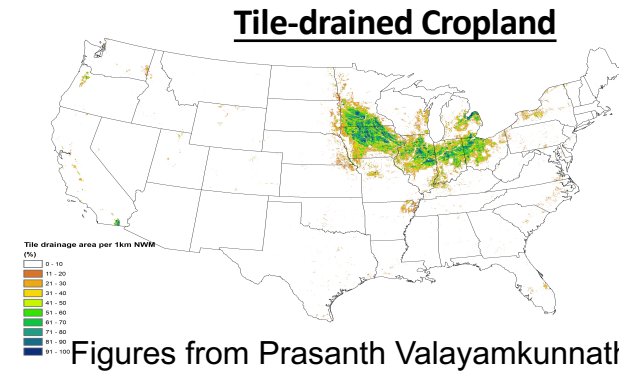 Tile-drained Cropland
Tile drainage area per 1km NWM
(%)
0 - 10
11 - 20
21 - 30
31 - 40
41 - 50
51 - 60
61 - 70
71 - 80
81 - 90
91 - 100
Figures from Prasanth Valayamkunnath